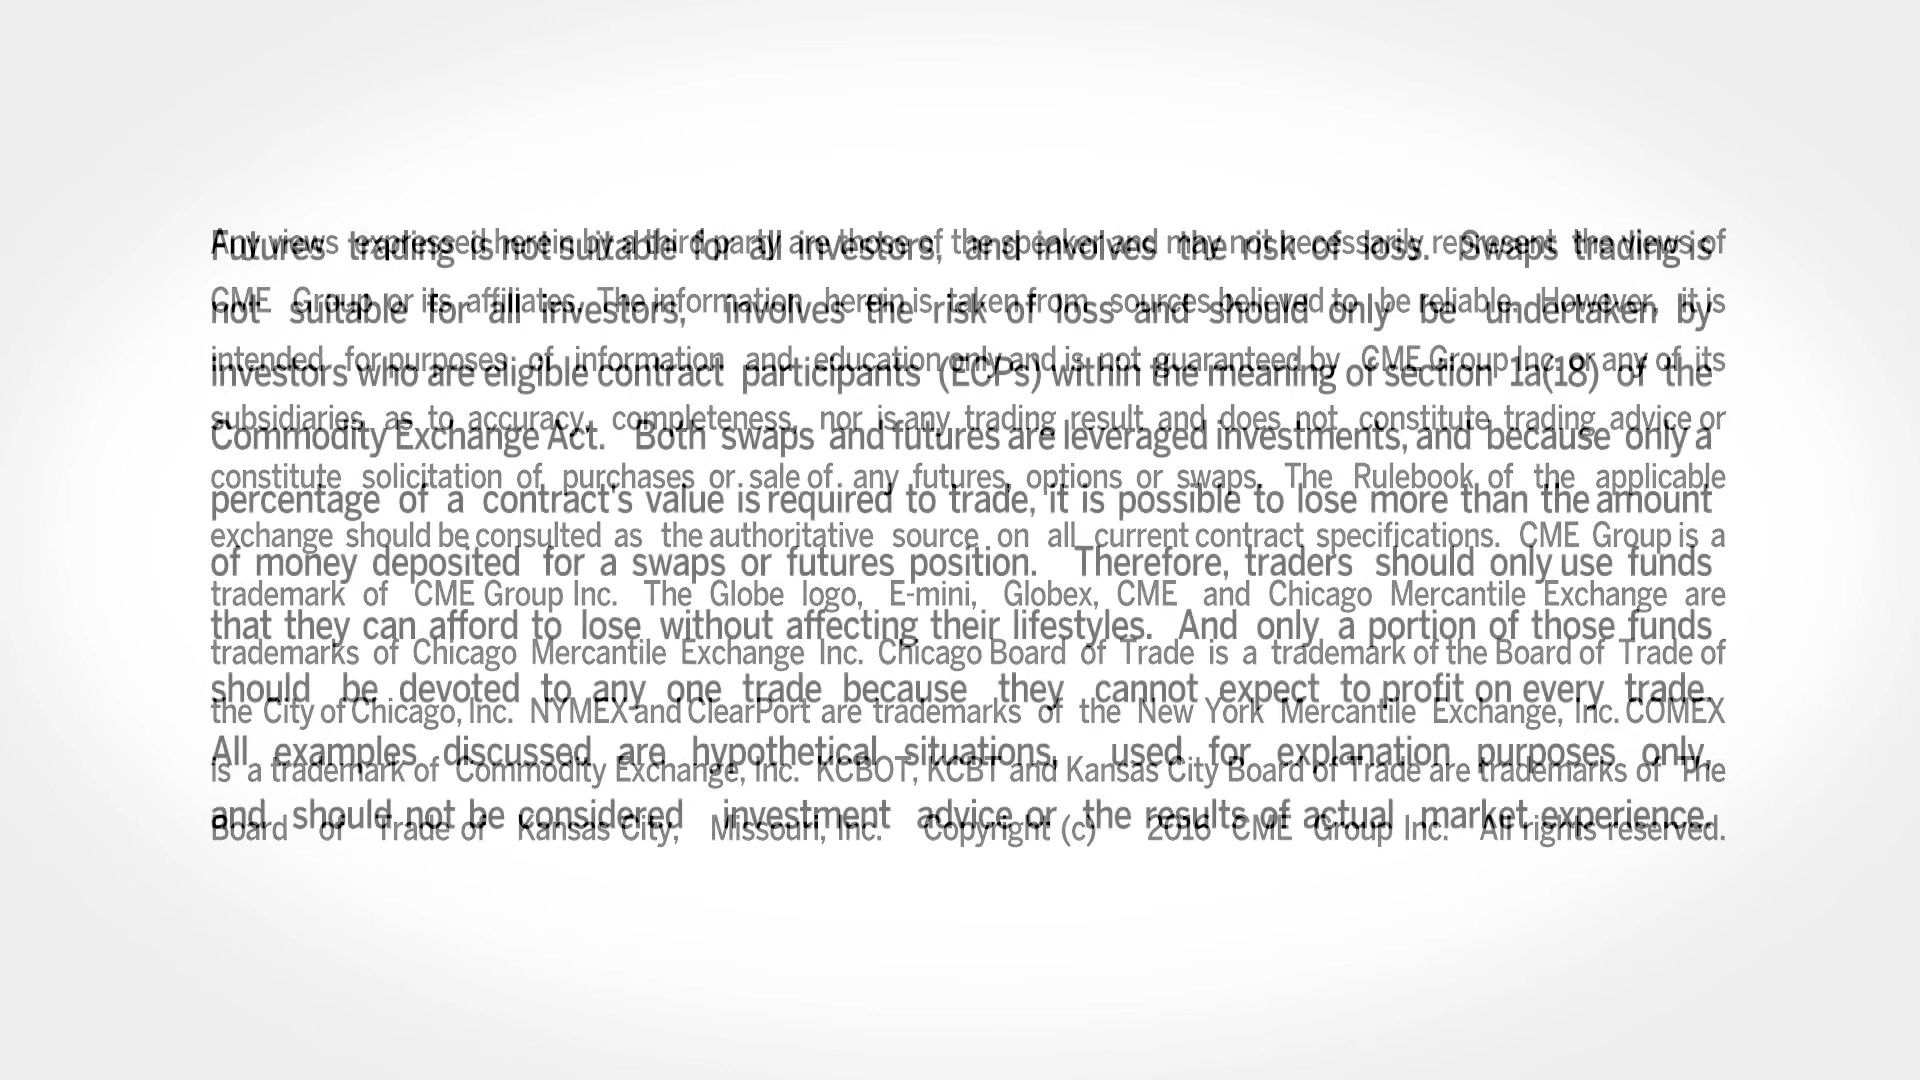 Futures trading is not suitable for all investors, and involves the risk of loss. Swaps trading is
not suitable for all investors, involves the risk of loss and should only be undertaken by
investors who are eligible contract participants (ECPs) within the meaning of section 1a(18) of the
Commodity Exchange Act. Both swaps and futures are leveraged investments, and because only a
percentage of a contract's value is required to trade, it is possible to lose more than the amount
of money deposited for a swaps or futures position. Therefore, traders should only use funds
that they can afford to lose without affecting their lifestyles. And only a portion of those funds
should be devoted to any one trade because they cannot expect to profit on every trade.
All examples discussed are hypothetical situations, used for explanation purposes only,
and should not be considered investment advice or the results of actual market experience.
Any views expressed herein by a third party are those of the speaker and may not necessarily represent the views of
CME Group or its affiliates. The information herein is taken from sources believed to be reliable. However, it is
intended for purposes of information and education only and is not guaranteed by CME Group Inc. or any of its
subsidiaries as to accuracy, completeness, nor is any trading result and does not constitute trading advice or
constitute solicitation of purchases or sale of any futures, options or swaps. The Rulebook of the applicable
exchange should be consulted as the authoritative source on all current contract specifications. CME Group is a
trademark of CME Group Inc. The Globe logo, E-mini, Globex, CME and Chicago Mercantile Exchange are
trademarks of Chicago Mercantile Exchange Inc. Chicago Board of Trade is a trademark of the Board of Trade of
the City of Chicago, Inc. NYMEX and ClearPort are trademarks of the New York Mercantile Exchange, Inc. COMEX
is a trademark of Commodity Exchange, Inc. KCBOT, KCBT and Kansas City Board of Trade are trademarks of The
Board of Trade of Kansas City, Missouri, Inc. Copyright (c) 2016 CME Group Inc. All rights reserved.